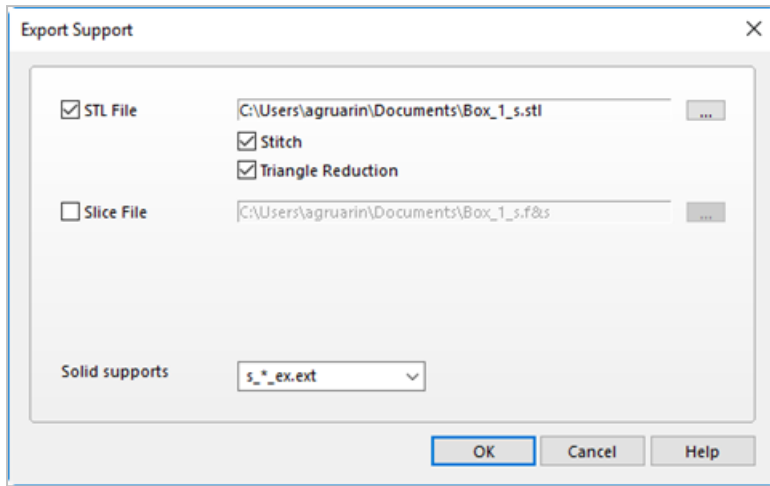 Export Support
STL File C:\Users\agruarin\Documents\Box_1_s.stl ...
Stitch
Triangle Reduction
Slice File C:\Users\agruarin\Documents\Box_1_s.f&s ...
Solid supports s_*_ex.ext
OK Cancel Help